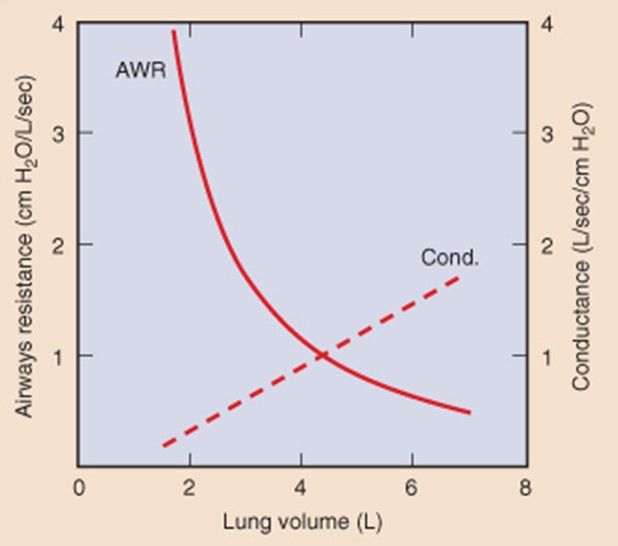 4
3
2
1
Airways resistance (cm H₂O/L/sec)
AWR
Cond.
4
3
2
1
Conductance (L/sec/cm H₂O)
0
2
4
6
8
Lung volume (L)